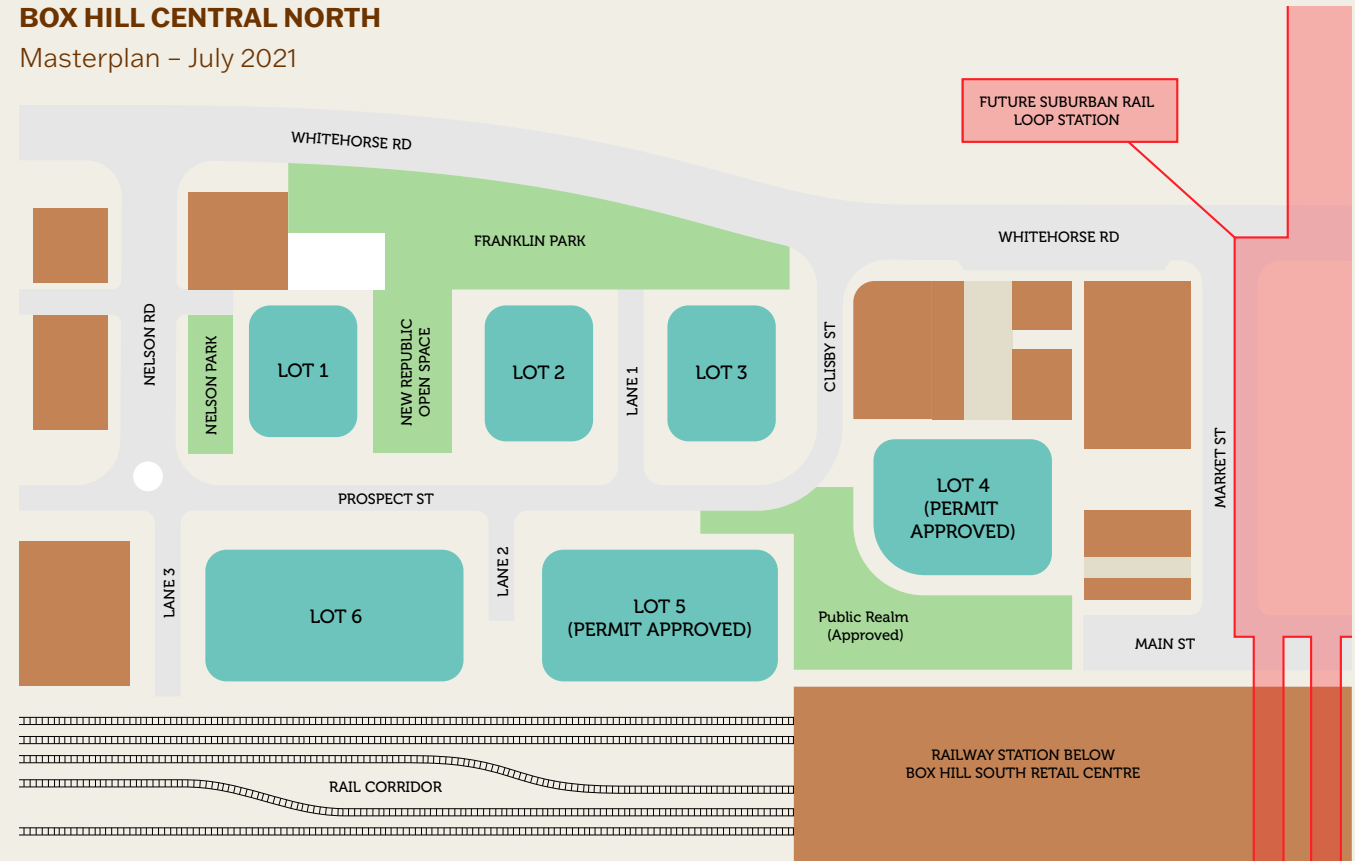 BOX HILL CENTRAL NORTH
Masterplan – July 2021
FUTURE SUBURBAN RAIL
LOOP STATION
WHITEHORSE RD
WHITEHORSE RD
FRANKLIN PARK
NELSON RD
NELSON PARK
LOT 1
NEW REPUBLIC
OPEN SPACE
LOT 2
LANE 1
LOT 3
CLISBY ST
MARKET ST
LOT 4
(PERMIT
APPROVED)
PROSPECT ST
LANE 3
LOT 6
LANE 2
LOT 5
(PERMIT APPROVED)
Public Realm
(Approved)
MAIN ST
RAILWAY STATION BELOW
BOX HILL SOUTH RETAIL CENTRE
RAIL CORRIDOR